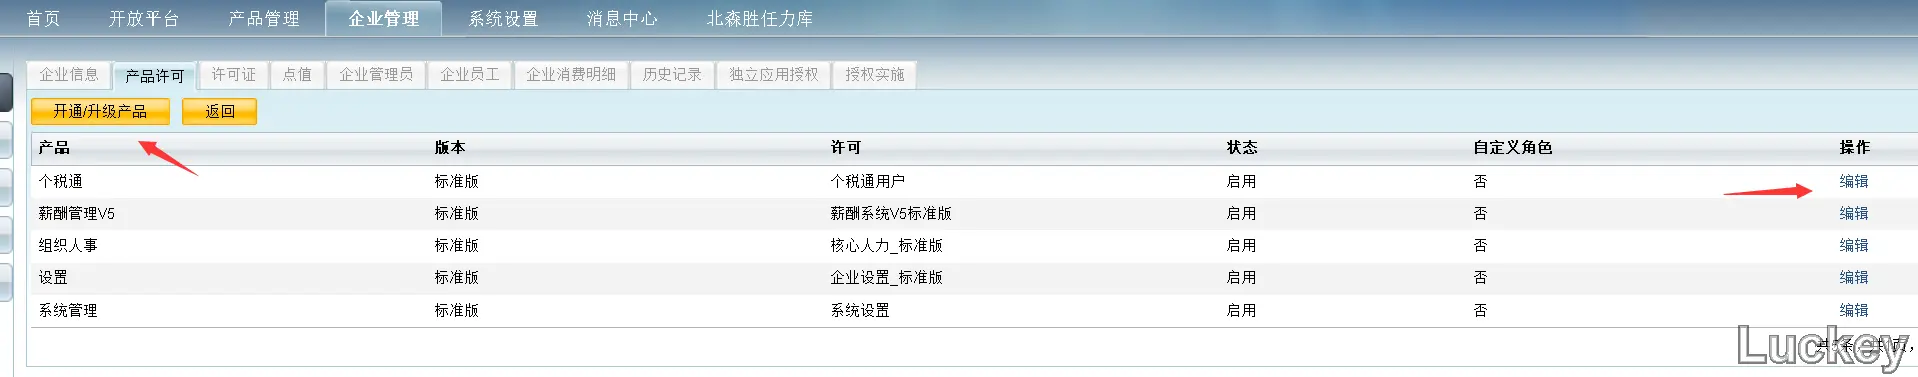 首页 开放平台 产品管理 企业管理 系统设置 消息中心 北森胜任力库
企业信息 产品许可 许可证 点值 企业管理员 企业员工 企业消费明细 历史记录 独立应用授权 授权实施
开通/升级产品 返回
产品 版本 许可 状态 自定义角色 操作
个税通 标准版 个税通用户 启用 否 编辑
薪酬管理V5 标准版 薪酬系统V5标准版 启用 否 编辑
组织人事 标准版 核心人力_标准版 启用 否 编辑
设置 标准版 企业设置_标准版 启用 否 编辑
系统管理 标准版 系统设置 启用 否 编辑
共5条，共1页，
Luckey